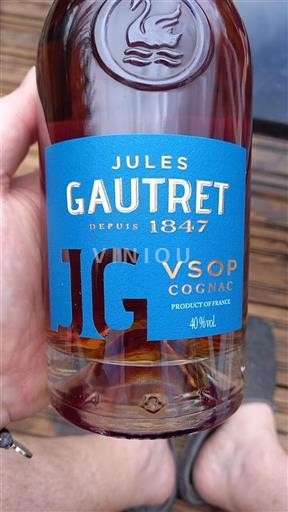 JULES
GAUTRET
DEPUIS 1847
VINIOU
JG
VSOP
COGNAC
PRODUCT OF FRANCE
40%vol.